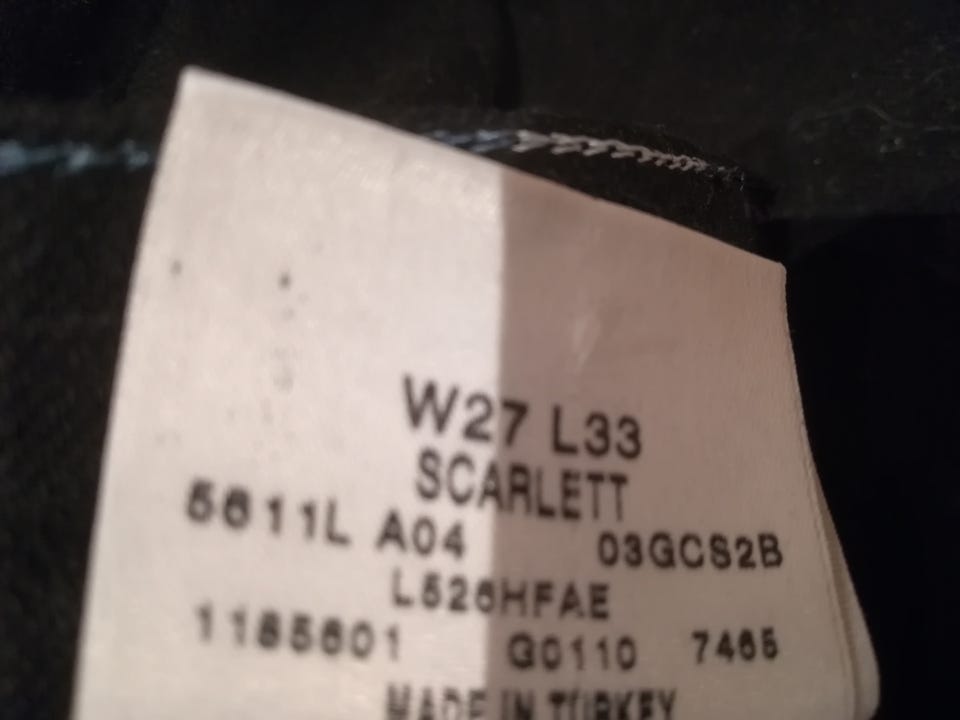 W27 L33
SCARLETT
5611L A04 03GCS2B
L526HFAE
1185601 G0110 7465
MADE IN TURKEY